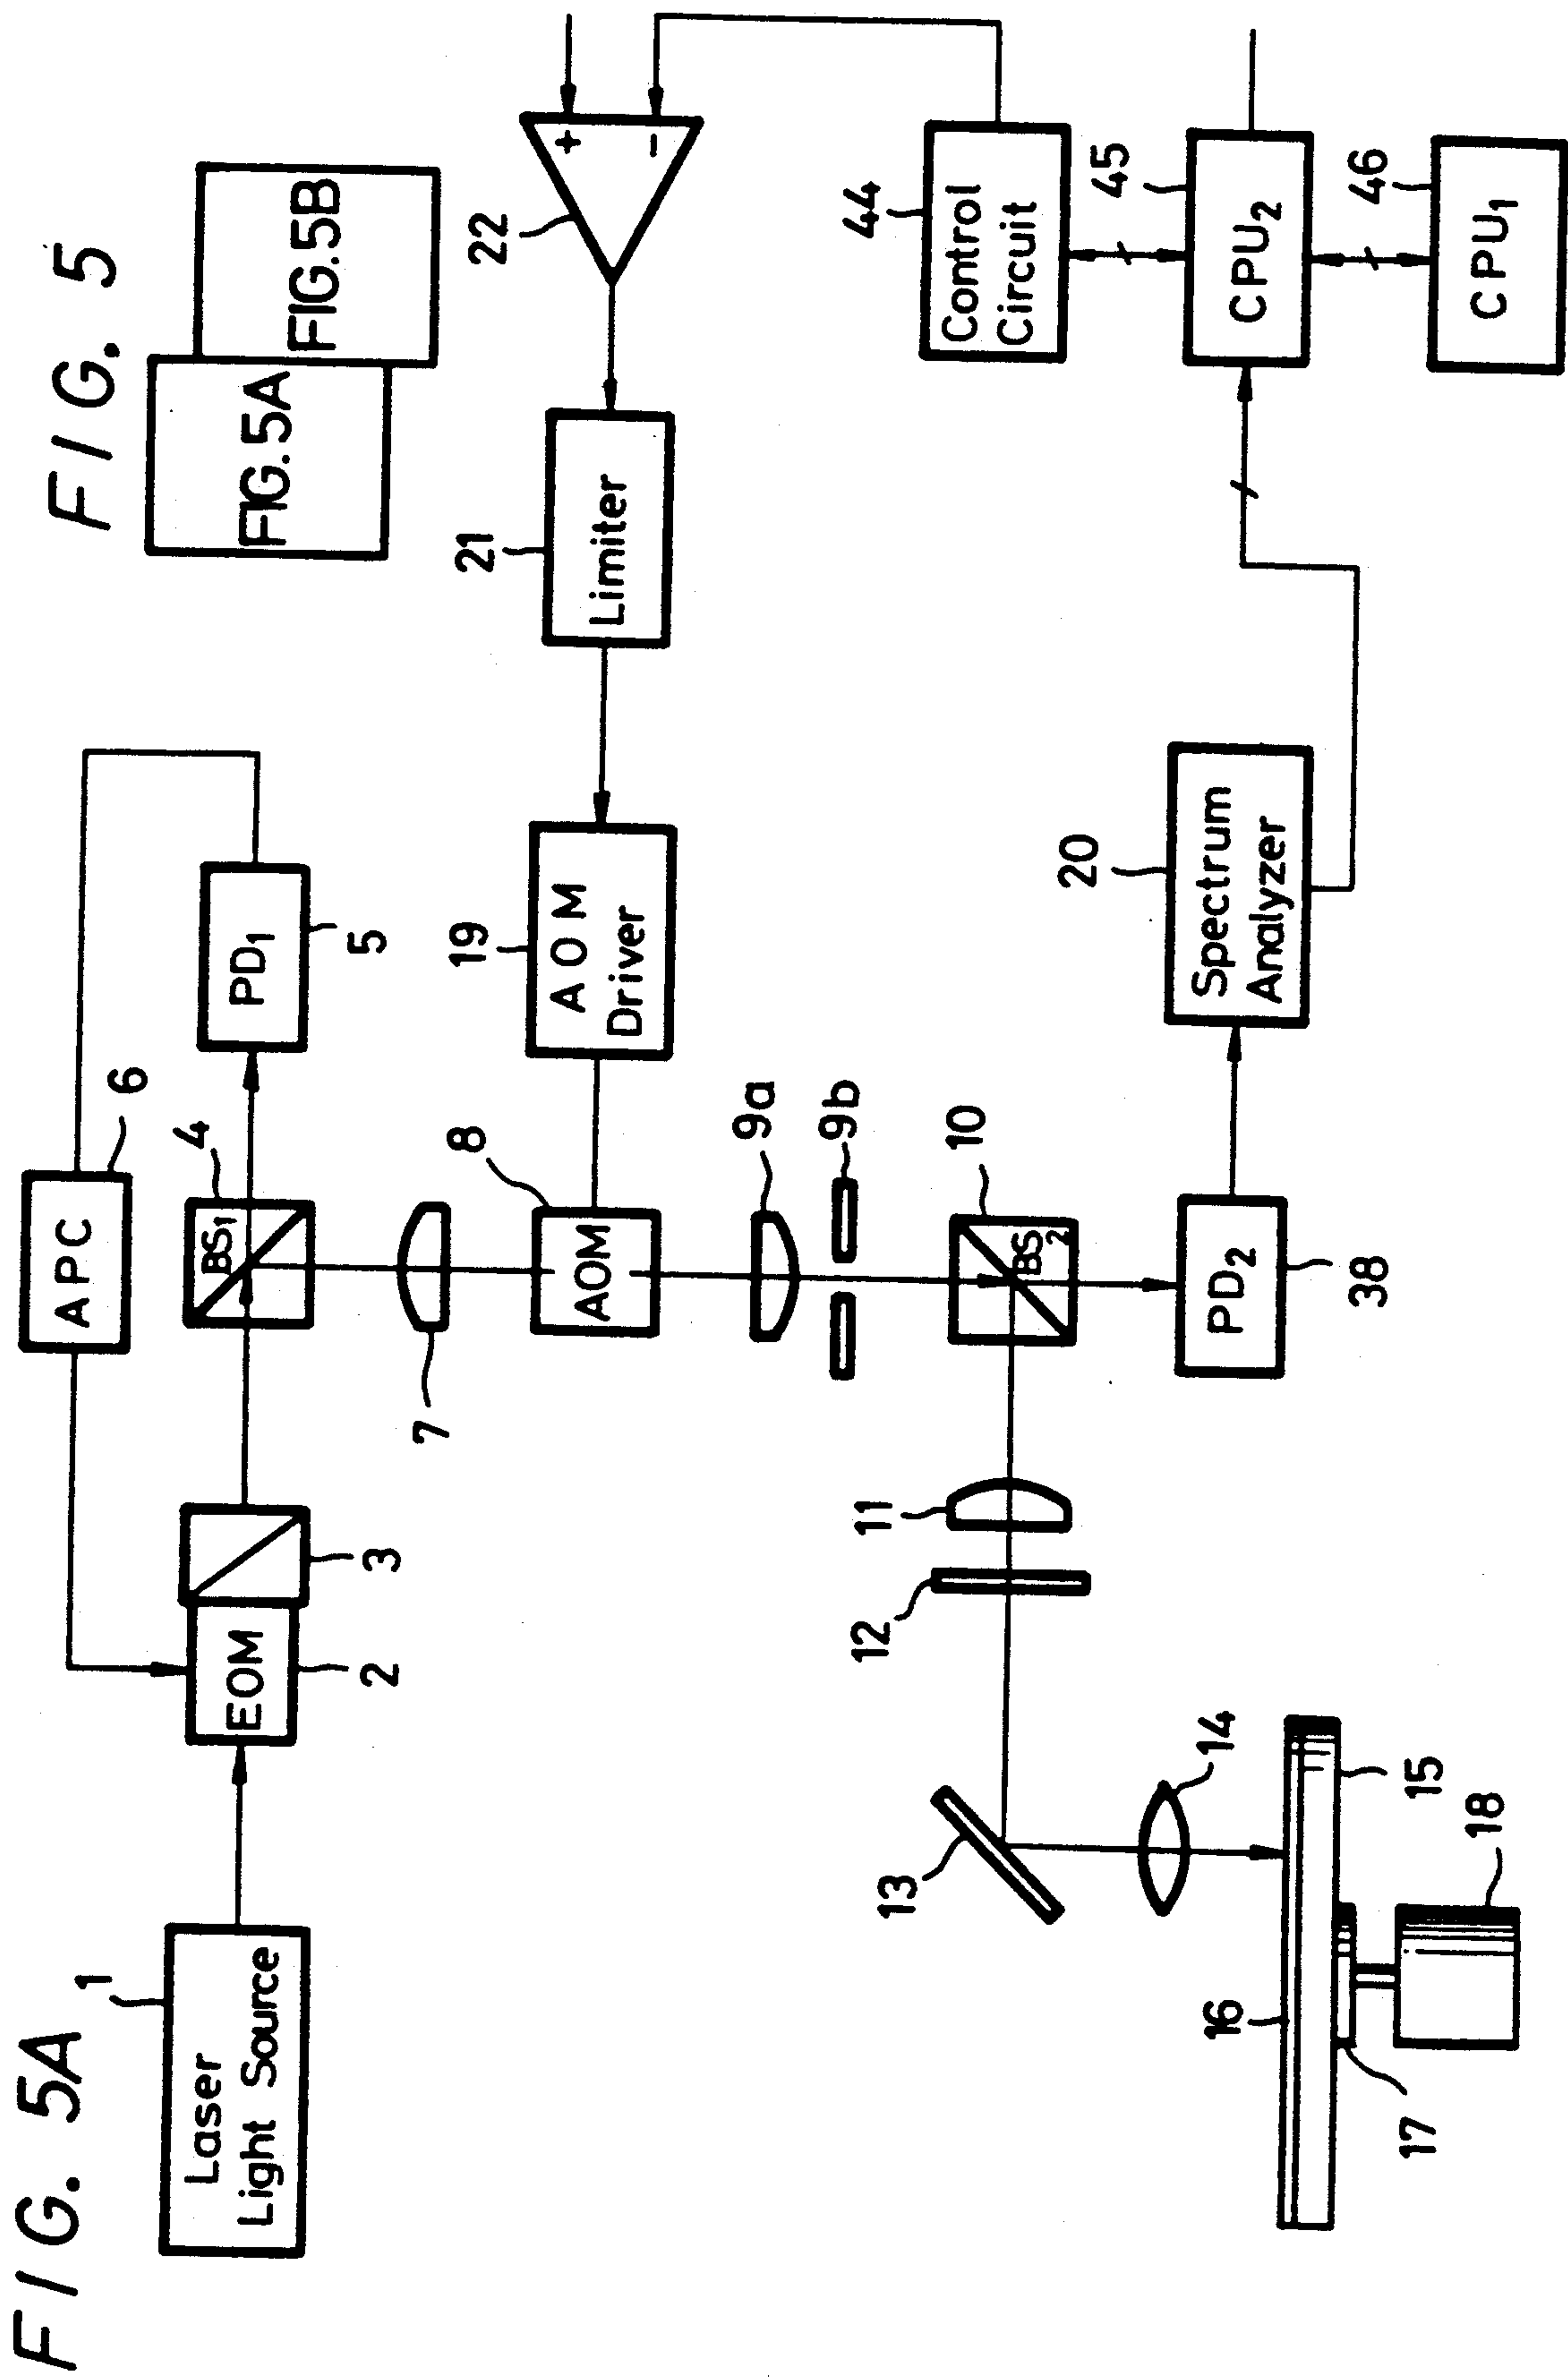 FIG. 5A
FIG. 5
FIG. 5A
FIG. 5B
1
Laser
Light Source
EOM
2
3
APC
6
BS1
4
PD1
5
7
AOM
8
19
AOM
Driver
21
Limiter
22
+
−
9a
9b
10
BS2
11
12
13
14
15
16
17
18
PD2
38
20
Spectrum
Analyzer
44
Control
Circuit
45
CPU2
46
CPU1